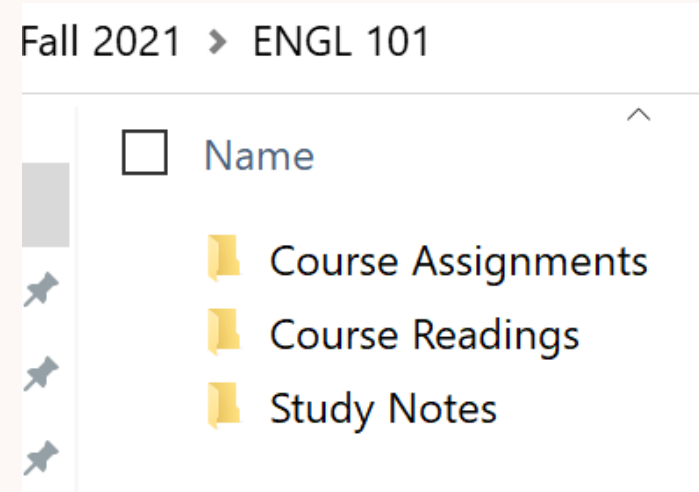 Fall 2021 > ENGL 101
Name
Course Assignments
Course Readings
Study Notes